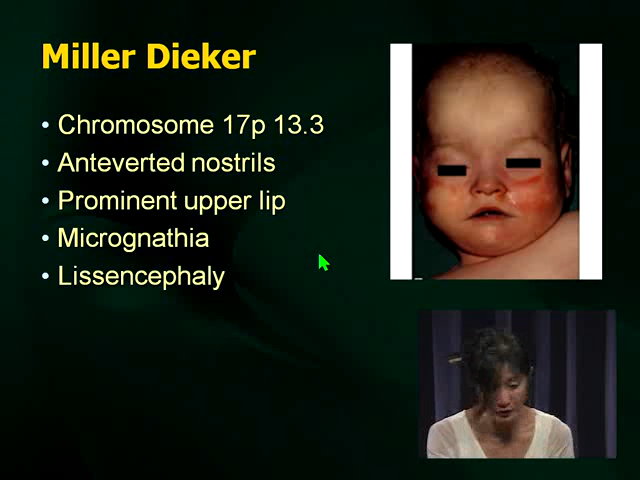 Miller Dieker
• Chromosome 17p 13.3
• Anteverted nostrils
• Prominent upper lip
• Micrognathia
• Lissencephaly